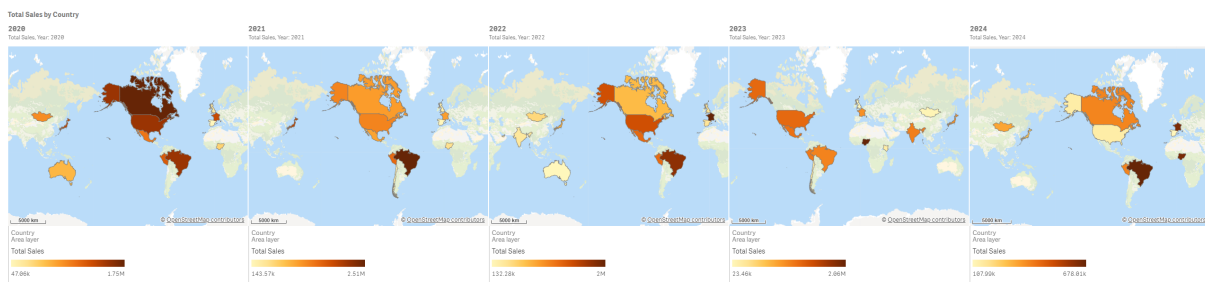 Total Sales by Country
2020
Total Sales, Year: 2020
2021
Total Sales, Year: 2021
2022
Total Sales, Year: 2022
2023
Total Sales, Year: 2023
2024
Total Sales, Year: 2024
5000 km
© OpenStreetMap contributors
5000 km
© OpenStreetMap contributors
5000 km
© OpenStreetMap contributors
5000 km
© OpenStreetMap contributors
5000 km
© OpenStreetMap contributors
Country
Area layer
Total Sales
47.06k 1.75M
Country
Area layer
Total Sales
143.57k 2.51M
Country
Area layer
Total Sales
132.38k 2M
Country
Area layer
Total Sales
23.46k 2.06M
Country
Area layer
Total Sales
107.99k 678.01k